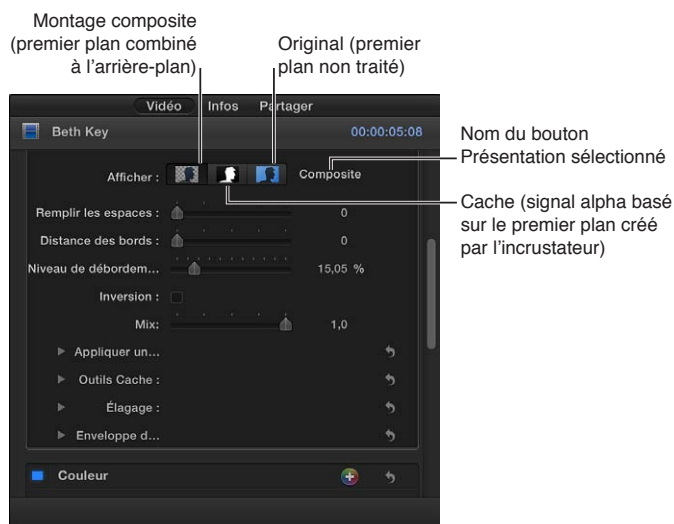 Montage composite
(premier plan combiné
à l'arrière-plan)
Original (premier
plan non traité)
Vidéo Infos Partager
Beth Key 00:00:05:08
Nom du bouton
Présentation sélectionné
Afficher : Composite
Cache (signal alpha basé
sur le premier plan créé
par l'incrustateur)
Remplir les espaces : 0
Distance des bords : 0
Niveau de débordem... 15,05 %
Inversion :
Mix: 1,0
Appliquer un...
Outils Cache :
Élagage :
Enveloppe d...
Couleur